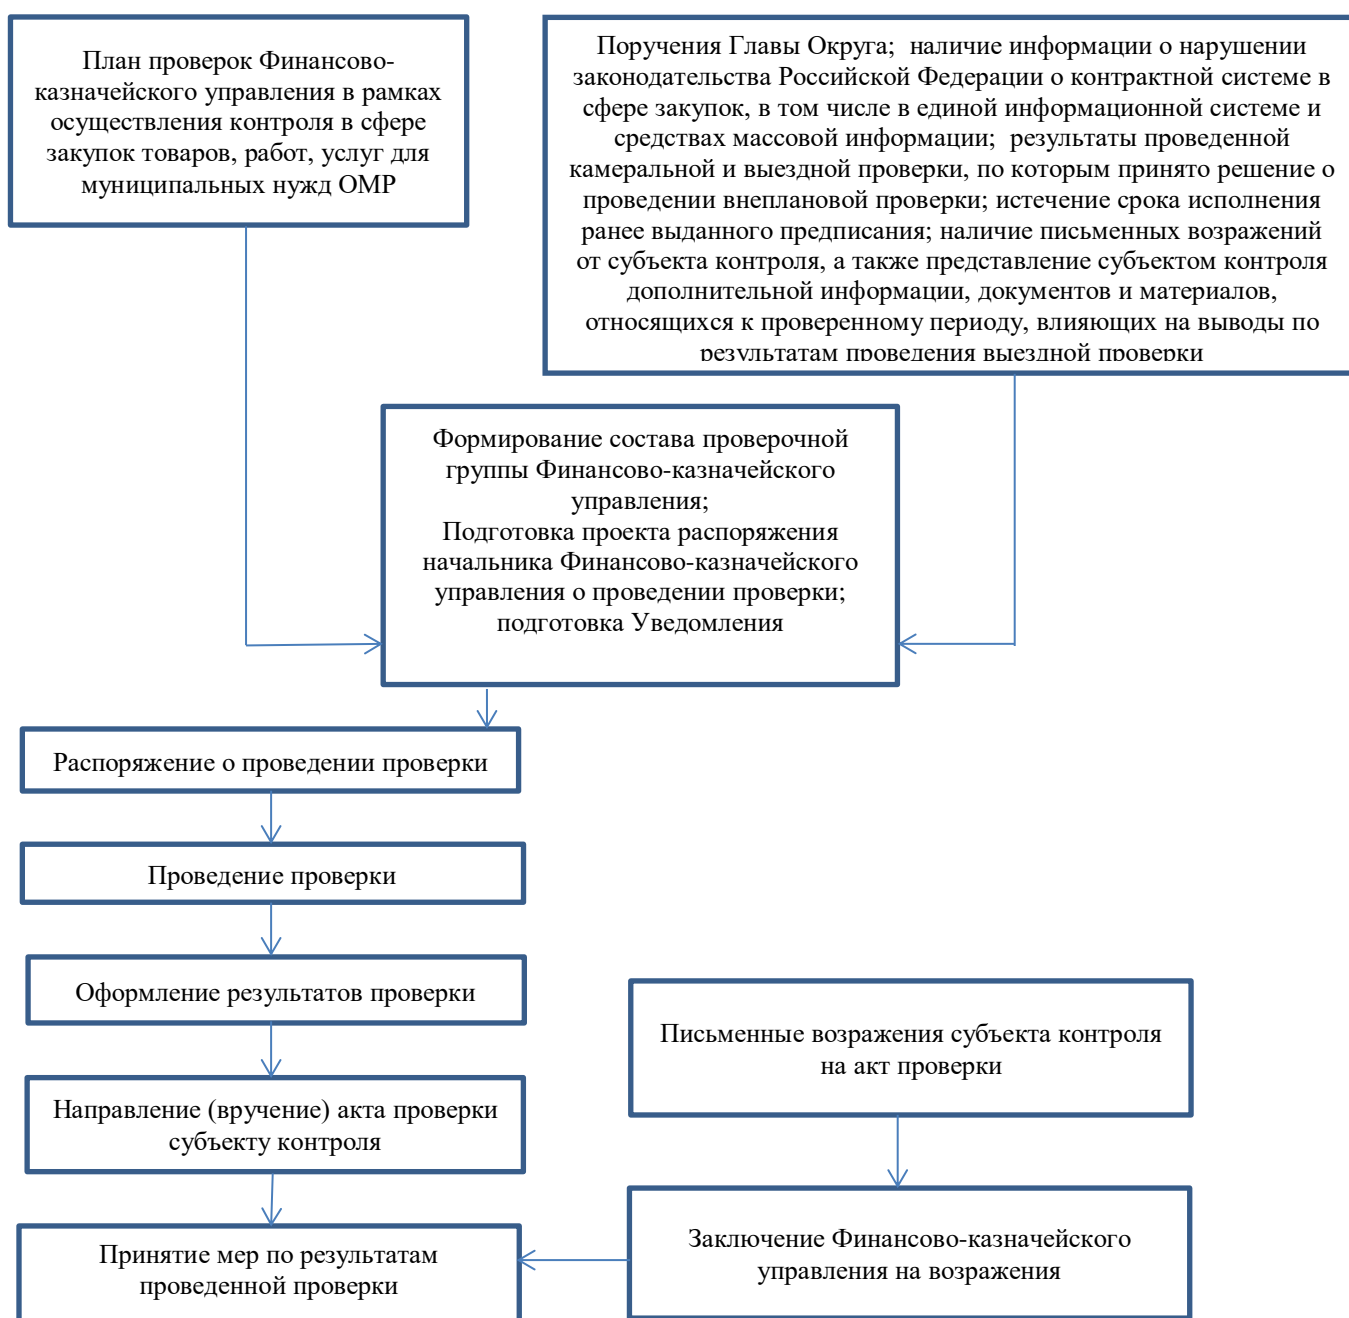 План проверок Финансово-
казначейского управления в рамках
осуществления контроля в сфере
закупок товаров, работ, услуг для
муниципальных нужд ОМР
Поручения Главы Округа; наличие информации о нарушении
законодательства Российской Федерации о контрактной системе в
сфере закупок, в том числе в единой информационной системе и
средствах массовой информации; результаты проведенной
камеральной и выездной проверки, по которым принято решение о
проведении внеплановой проверки; истечение срока исполнения
ранее выданного предписания; наличие письменных возражений
от субъекта контроля, а также представление субъектом контроля
дополнительной информации, документов и материалов,
относящихся к проверенному периоду, влияющих на выводы по
результатам проведения выездной проверки
Формирование состава проверочной
группы Финансово-казначейского
управления;
Подготовка проекта распоряжения
начальника Финансово-казначейского
управления о проведении проверки;
подготовка Уведомления
Распоряжение о проведении проверки
Проведение проверки
Оформление результатов проверки
Направление (вручение) акта проверки
субъекту контроля
Принятие мер по результатам
проведенной проверки
Письменные возражения субъекта контроля
на акт проверки
Заключение Финансово-казначейского
управления на возражения